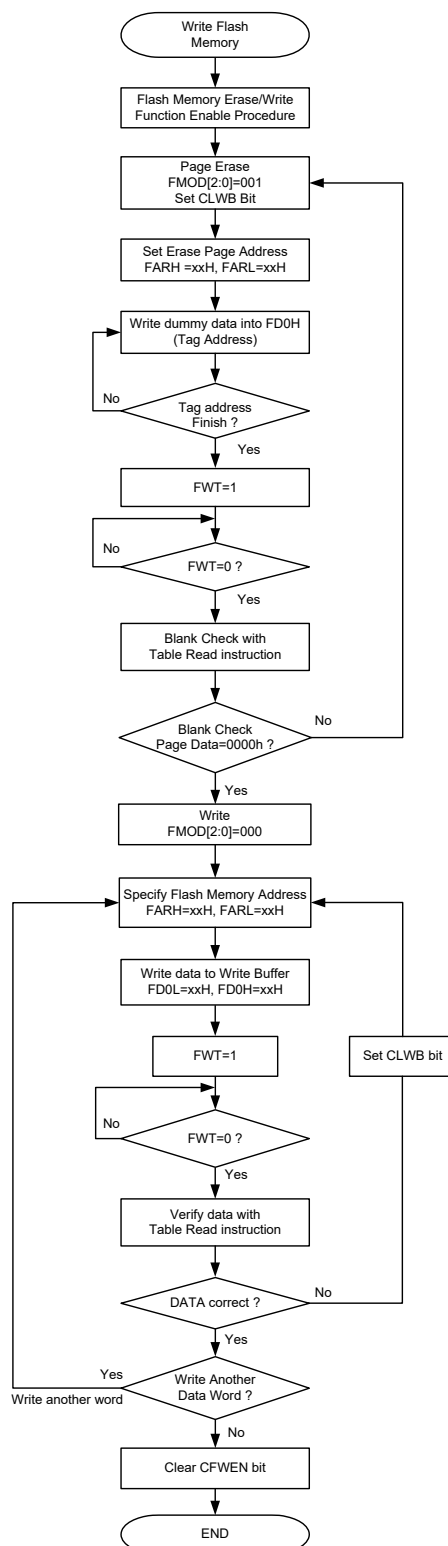 Write Flash
Memory
Flash Memory Erase/Write
Function Enable Procedure
Page Erase
FMOD[2:0]=001
Set CLWB Bit
Set Erase Page Address
FARH =xxH, FARL=xxH
Write dummy data into FD0H
(Tag Address)
No
Tag address
Finish ?
Yes
FWT=1
No
FWT=0 ?
Yes
Blank Check with
Table Read instruction
Blank Check
Page Data=0000h ?
No
Yes
Write
FMOD[2:0]=000
Specify Flash Memory Address
FARH=xxH, FARL=xxH
Write data to Write Buffer
FD0L=xxH, FD0H=xxH
FWT=1
Set CLWB bit
No
FWT=0 ?
Yes
Verify data with
Table Read instruction
DATA correct ?
No
Yes
Yes
Write another word
Write Another
Data Word ?
No
Clear CFWEN bit
END